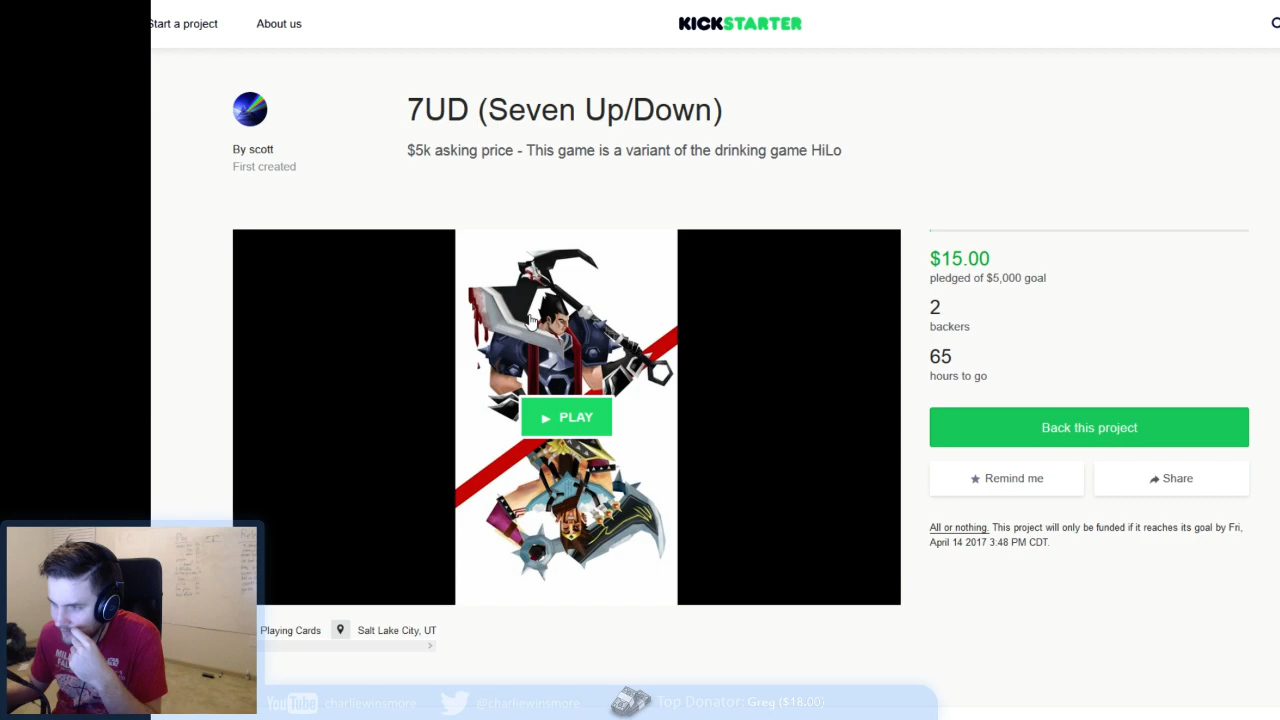 Start a project
About us
KICKSTARTER
By scott
First created
7UD (Seven Up/Down)
$5k asking price - This game is a variant of the drinking game HiLo
PLAY
$15.00
pledged of $5,000 goal
2
backers
65
hours to go
Back this project
Remind me
Share
All or nothing. This project will only be funded if it reaches its goal by Fri,
April 14 2017 3:48 PM CDT.
Playing Cards
Salt Lake City, UT
YouTube charliewinsmore
@charliewinsmore
Top Donator: Greg ($18.00)